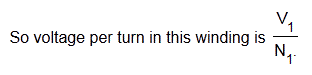 So voltage per turn in this winding is V₁/N₁.